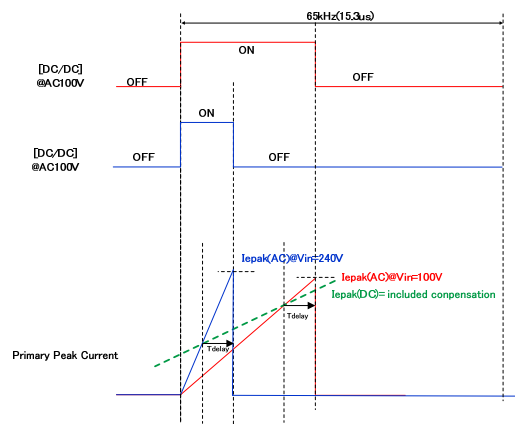 65kHz(15.3us)
ON
[DC/DC]
@AC100V
OFF
OFF
ON
[DC/DC]
@AC100V
OFF
OFF
Iepak(AC)@Vin=240V
Iepak(AC)@Vin=100V
Iepak(DC)= included conpensation
Tdelay
Tdelay
Primary Peak Current